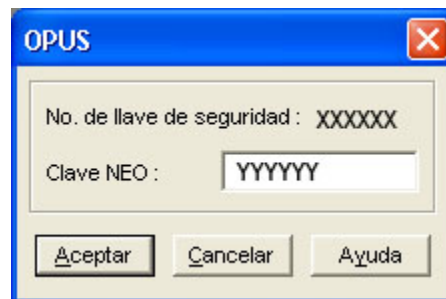 OPUS
No. de llave de seguridad : XXXXXX
Clave NEO : YYYYYY
Aceptar Cancelar Ayuda